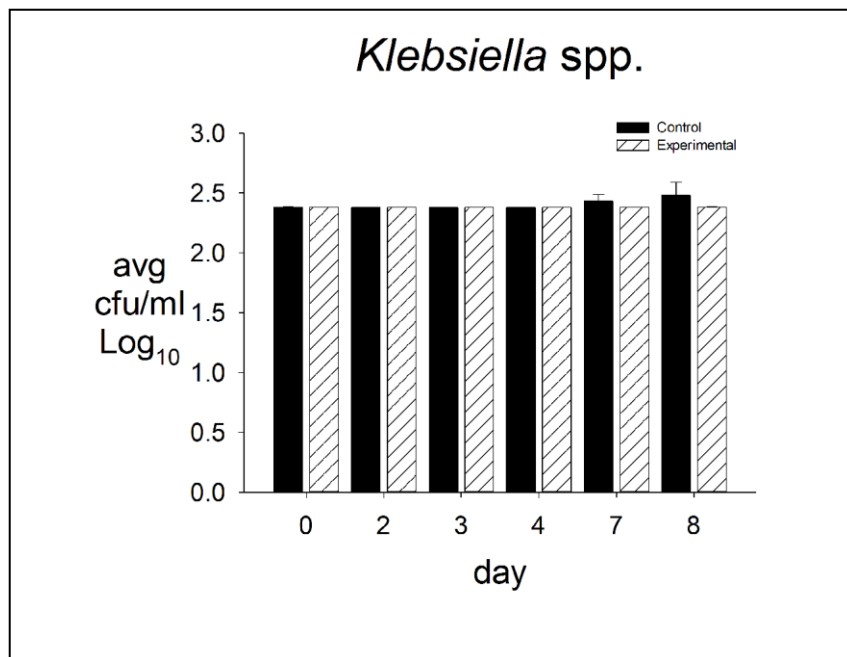 Klebsiella spp.
Control
Experimental
3.0
2.5
2.0
1.5
1.0
0.5
0.0
avg
cfu/ml
Log₁₀
0 2 3 4 7 8
day